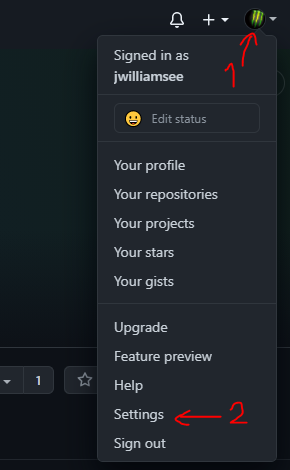 1
Signed in as
jwilliamsee
Edit status
Your profile
Your repositories
Your projects
Your stars
Your gists
Upgrade
Feature preview
1
Help
Settings
2
Sign out